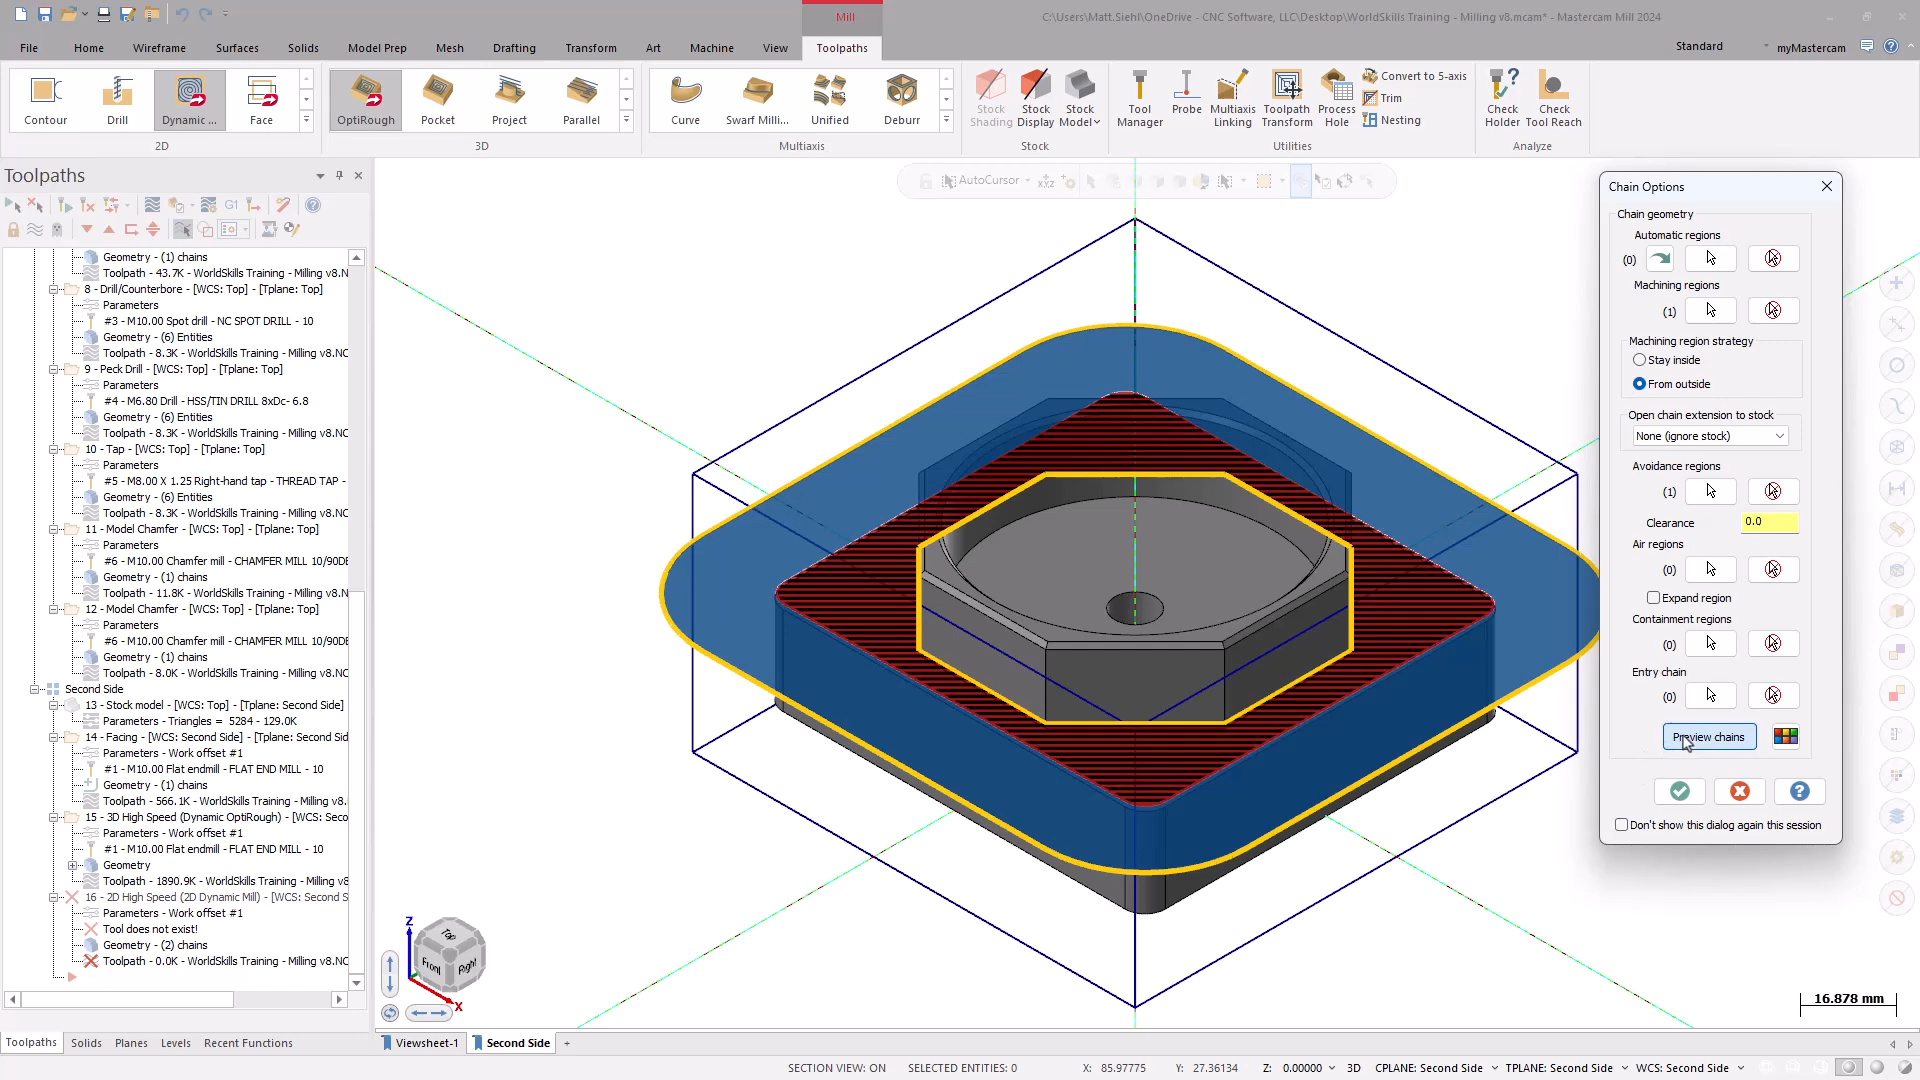 Mill
C:\Users\Matt.Siehl\OneDrive - CNC Software, LLC\Desktop\WorldSkills Training - Milling v8.mcam* - Mastercam Mill 2024
File Home Wireframe Surfaces Solids Model Prep Mesh Drafting Transform Art Machine View Toolpaths
Standard myMastercam
Contour Drill Dynamic ... Face
OptiRough Pocket Project Parallel
Curve Swarf Milli... Unified Deburr
Stock Shading
Stock Display
Stock Model
Tool Manager
Probe
Multiaxis Linking
Toolpath Transform
Process Hole
Convert to 5-axis
Trim
Nesting
Check Holder
Check Tool Reach
2D 3D Multiaxis Stock Utilities Analyze
Toolpaths
G1
AutoCursor
XYZ
Geometry - (1) chains
Toolpath - 43.7K - WorldSkills Training - Milling v8.N
8 - Drill/Counterbore - [WCS: Top] - [Tplane: Top]
Parameters
#3 - M10.00 Spot drill - NC SPOT DRILL - 10
Geometry - (6) Entities
Toolpath - 8.3K - WorldSkills Training - Milling v8.NC
9 - Peck Drill - [WCS: Top] - [Tplane: Top]
Parameters
#4 - M6.80 Drill - HSS/TIN DRILL 8xDc- 6.8
Geometry - (6) Entities
Toolpath - 8.3K - WorldSkills Training - Milling v8.NC
10 - Tap - [WCS: Top] - [Tplane: Top]
Parameters
#5 - M8.00 X 1.25 Right-hand tap - THREAD TAP -
Geometry - (6) Entities
Toolpath - 8.3K - WorldSkills Training - Milling v8.NC
11 - Model Chamfer - [WCS: Top] - [Tplane: Top]
Parameters
#6 - M10.00 Chamfer mill - CHAMFER MILL 10/90DE
Geometry - (1) chains
Toolpath - 11.8K - WorldSkills Training - Milling v8.N
12 - Model Chamfer - [WCS: Top] - [Tplane: Top]
Parameters
#6 - M10.00 Chamfer mill - CHAMFER MILL 10/90DE
Geometry - (1) chains
Toolpath - 8.0K - WorldSkills Training - Milling v8.NC
Second Side
13 - Stock model - [WCS: Top] - [Tplane: Second Side]
Parameters - Triangles = 5284 - 129.0K
14 - Facing - [WCS: Second Side] - [Tplane: Second Sid
Parameters - Work offset #1
#1 - M10.00 Flat endmill - FLAT END MILL - 10
Geometry - (1) chains
Toolpath - 566.1K - WorldSkills Training - Milling v8.
15 - 3D High Speed (Dynamic OptiRough) - [WCS: Seco
Parameters - Work offset #1
#1 - M10.00 Flat endmill - FLAT END MILL - 10
Geometry
Toolpath - 1890.9K - WorldSkills Training - Milling v8
16 - 2D High Speed (2D Dynamic Mill) - [WCS: Second S
Parameters - Work offset #1
Tool does not exist!
Geometry - (2) chains
Toolpath - 0.0K - WorldSkills Training - Milling v8.NC
Toolpaths Solids Planes Levels Recent Functions
Z
Top
Front
Right
X
Chain Options
Chain geometry
Automatic regions
(0)
Machining regions
(1)
Machining region strategy
Stay inside
From outside
Open chain extension to stock
None (ignore stock)
Avoidance regions
(1)
Clearance 0.0
Air regions
(0)
Expand region
Containment regions
(0)
Entry chain
(0)
Preview chains
Don't show this dialog again this session
16.878 mm
Viewsheet-1 Second Side +
SECTION VIEW: ON SELECTED ENTITIES: 0 X: 85.97775 Y: 27.36134 Z: 0.00000 3D CPLANE: Second Side TPLANE: Second Side WCS: Second Side